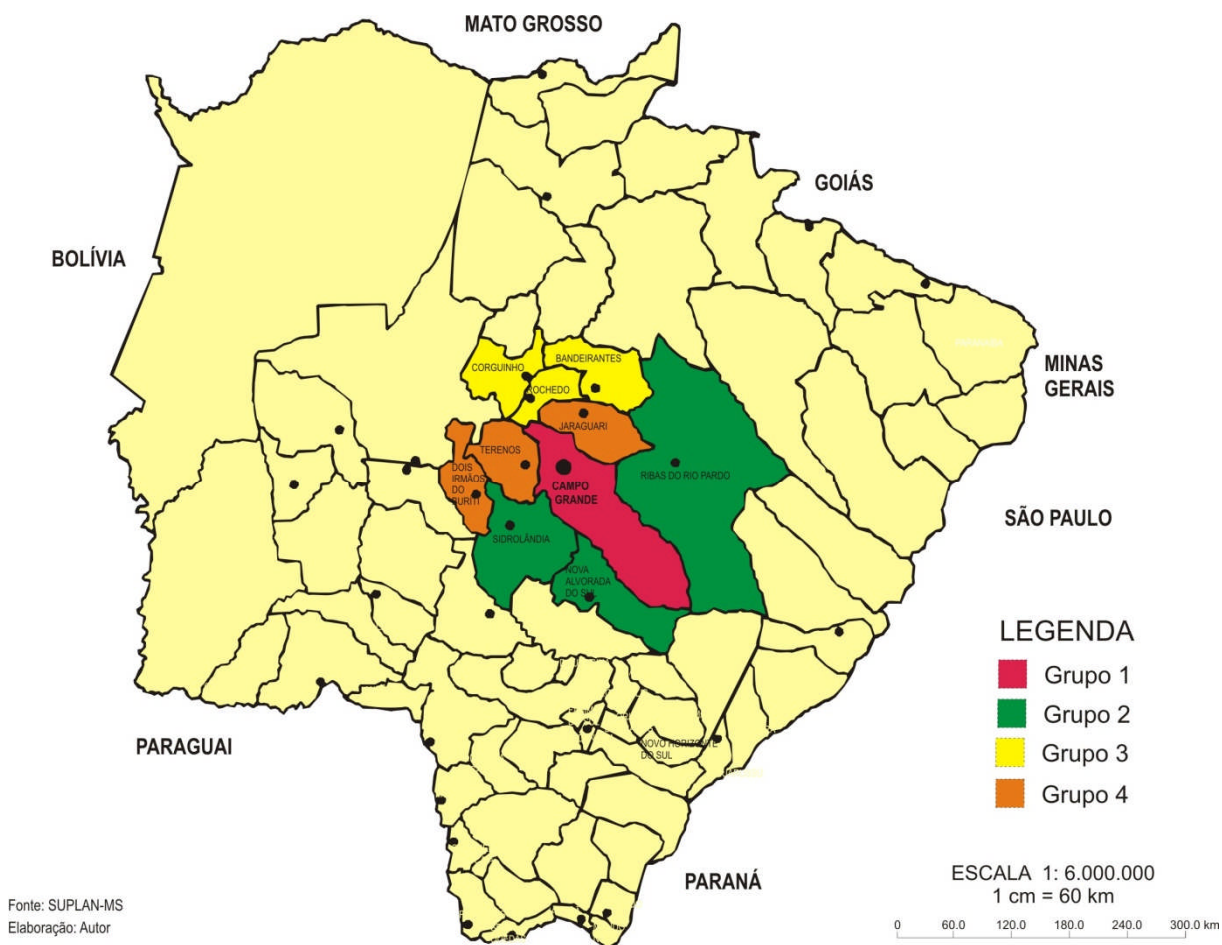 MATO GROSSO
GOIÁS
BOLÍVIA
MINAS
GERAIS
CORGUINHO
BANDEIRANTES
ROCHEDO
JARAGUARI
TERENOS
DOIS
IRMÃOS
DO
BURITI
CAMPO
GRANDE
RIBAS DO RIO PARDO
SÃO PAULO
SIDROLÂNDIA
NOVA
ALVORADA
DO SUL
NOVO HORIZONTE
DO SUL
PARAGUAI
PARANÁ
LEGENDA
Grupo 1
Grupo 2
Grupo 3
Grupo 4
ESCALA 1: 6.000.000
1 cm = 60 km
0 60.0 120.0 180.0 240.0 300.0 km
Fonte: SUPLAN-MS
Elaboração: Autor